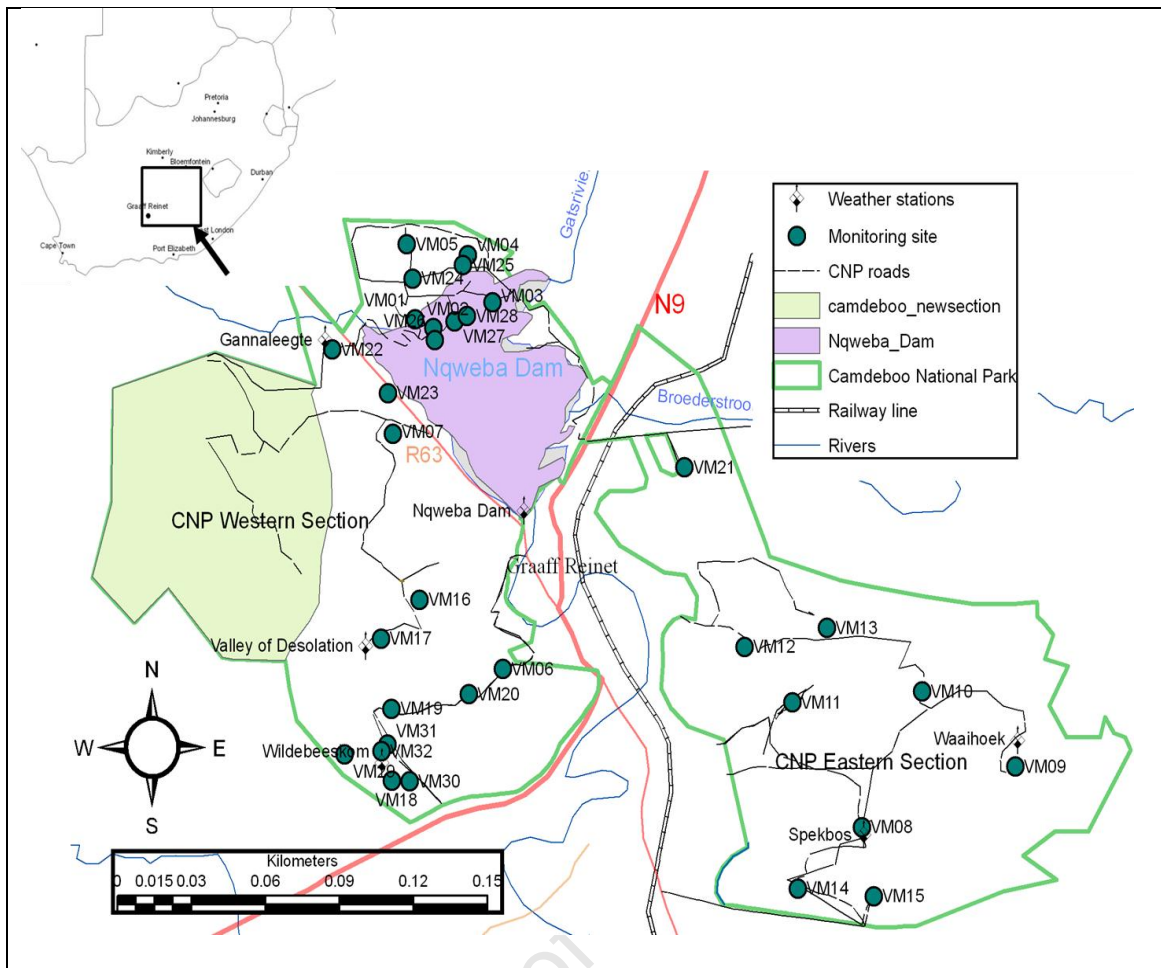 Pretoria
Johannesburg
Kimberly
Bloemfontein
Durban
Graaff Reinet
East London
Cape Town
Port Elizabeth
Gatsrivie
Weather stations
Monitoring site
CNP roads
camdeboo_newsection
Nqweba_Dam
Camdeboo National Park
Railway line
Rivers
VM05
VM04
VM25
VM24
VM01
VM03
VM02
VM28
VM26
VM27
N9
Gannaleegte
VM22
Nqweba Dam
VM23
Broederstroo
VM07
R63
VM21
CNP Western Section
Nqweba Dam
Graaff Reinet
VM16
VM13
Valley of Desolation
VM17
VM12
VM06
VM20
VM10
VM19
VM11
N
W
E
S
VM31
Wildebeeskom
VM32
VM29
VM18
VM30
Waaihoek
CNP Eastern Section
VM09
VM08
Spekbos
VM14
VM15
Kilometers
0 0.015 0.03 0.06 0.09 0.12 0.15